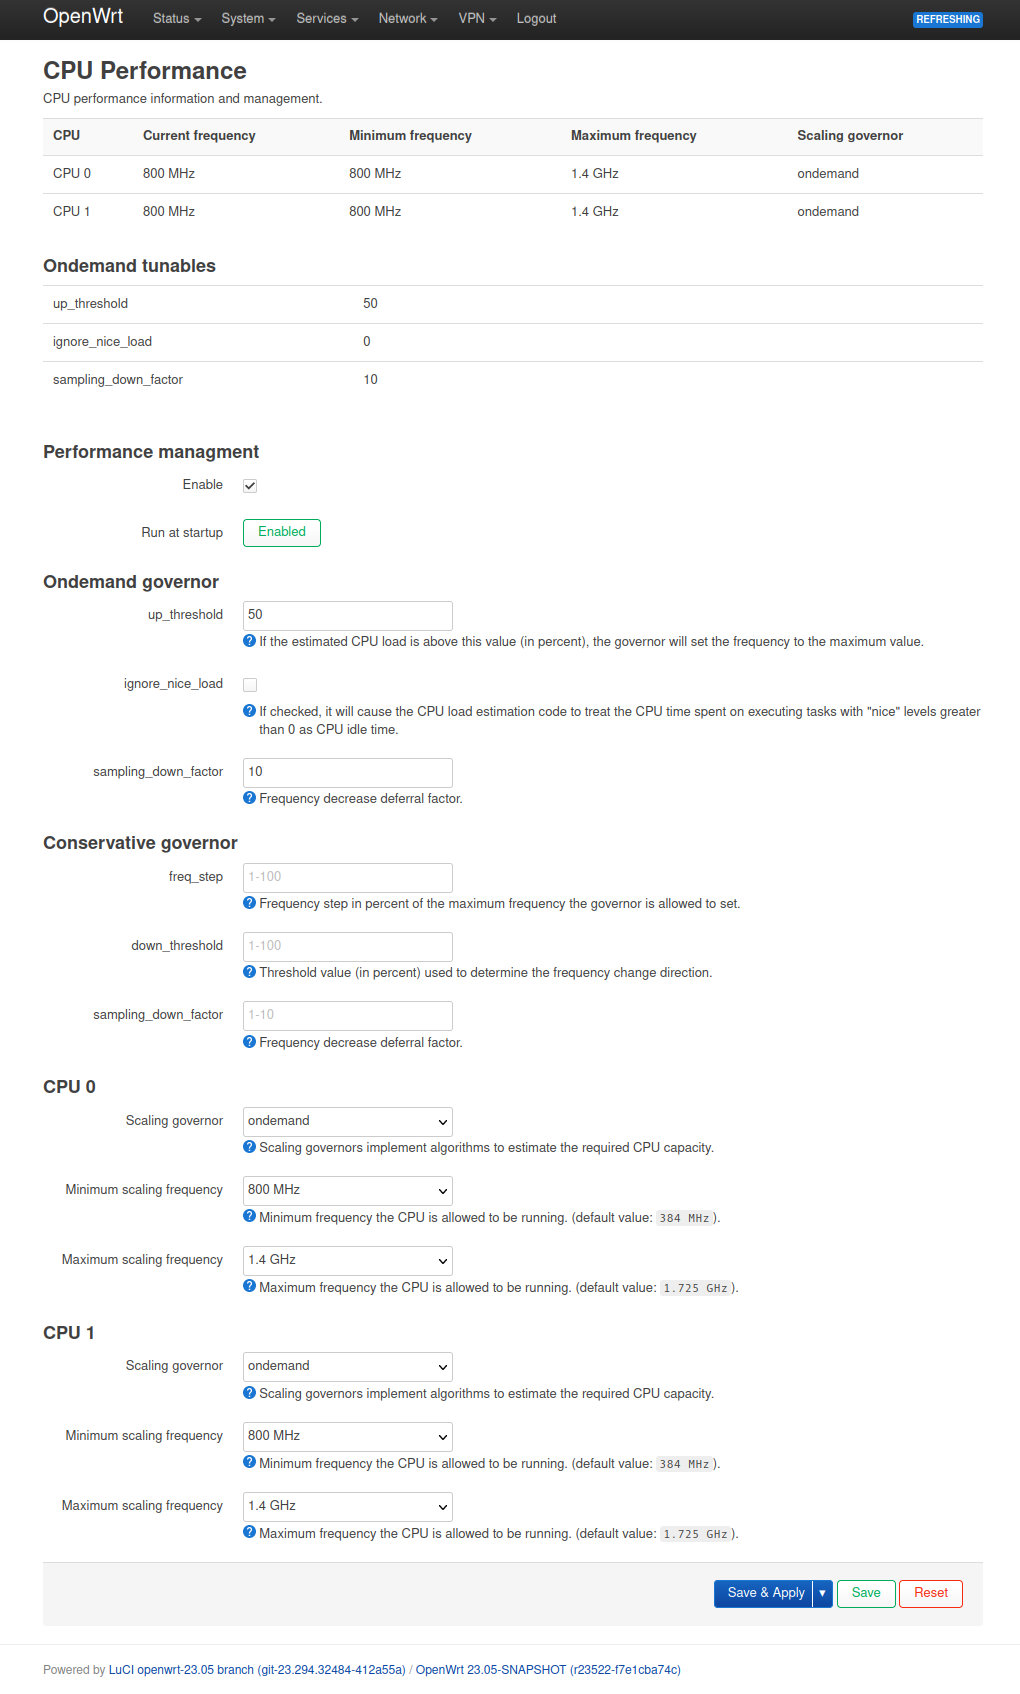 OpenWrt Status System Services Network VPN Logout REFRESHING
CPU Performance
CPU performance information and management.
CPU Current frequency Minimum frequency Maximum frequency Scaling governor
CPU 0 800 MHz 800 MHz 1.4 GHz ondemand
CPU 1 800 MHz 800 MHz 1.4 GHz ondemand
Ondemand tunables
up_threshold 50
ignore_nice_load 0
sampling_down_factor 10
Performance managment
Enable
Run at startup Enabled
Ondemand governor
up_threshold 50
If the estimated CPU load is above this value (in percent), the governor will set the frequency to the maximum value.
ignore_nice_load
If checked, it will cause the CPU load estimation code to treat the CPU time spent on executing tasks with "nice" levels greater
than 0 as CPU idle time.
sampling_down_factor 10
Frequency decrease deferral factor.
Conservative governor
freq_step 1-100
Frequency step in percent of the maximum frequency the governor is allowed to set.
down_threshold 1-100
Threshold value (in percent) used to determine the frequency change direction.
sampling_down_factor 1-10
Frequency decrease deferral factor.
CPU 0
Scaling governor ondemand
Scaling governors implement algorithms to estimate the required CPU capacity.
Minimum scaling frequency 800 MHz
Minimum frequency the CPU is allowed to be running. (default value: 384 MHz ).
Maximum scaling frequency 1.4 GHz
Maximum frequency the CPU is allowed to be running. (default value: 1.725 GHz ).
CPU 1
Scaling governor ondemand
Scaling governors implement algorithms to estimate the required CPU capacity.
Minimum scaling frequency 800 MHz
Minimum frequency the CPU is allowed to be running. (default value: 384 MHz ).
Maximum scaling frequency 1.4 GHz
Maximum frequency the CPU is allowed to be running. (default value: 1.725 GHz ).
Save & Apply Save Reset
Powered by LuCI openwrt-23.05 branch (git-23.294.32484-412a55a) / OpenWrt 23.05-SNAPSHOT (r23522-f7e1cba74c)